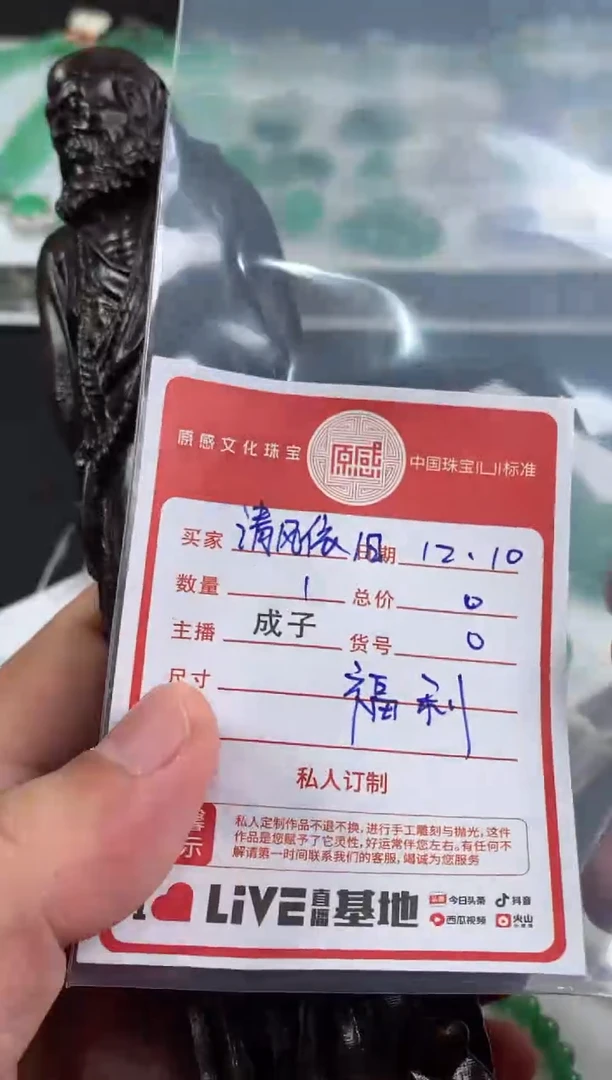 原感文化珠宝 原感 中国珠宝IUI标准
买家 清风依旧 日期 12.10
数量 1 总价 0
主播 成子 货号 0
尺寸 福利
私人订制
私人定制作品不退不换,进行手工雕刻与抛光,这件
示 作品是您赋予了它灵性,好运常伴您左右。有任何不
解请第一时间联系我们的客服,竭诚为您服务
LiVE 直播 基地 头条 今日头条 抖音
西瓜视频 火山